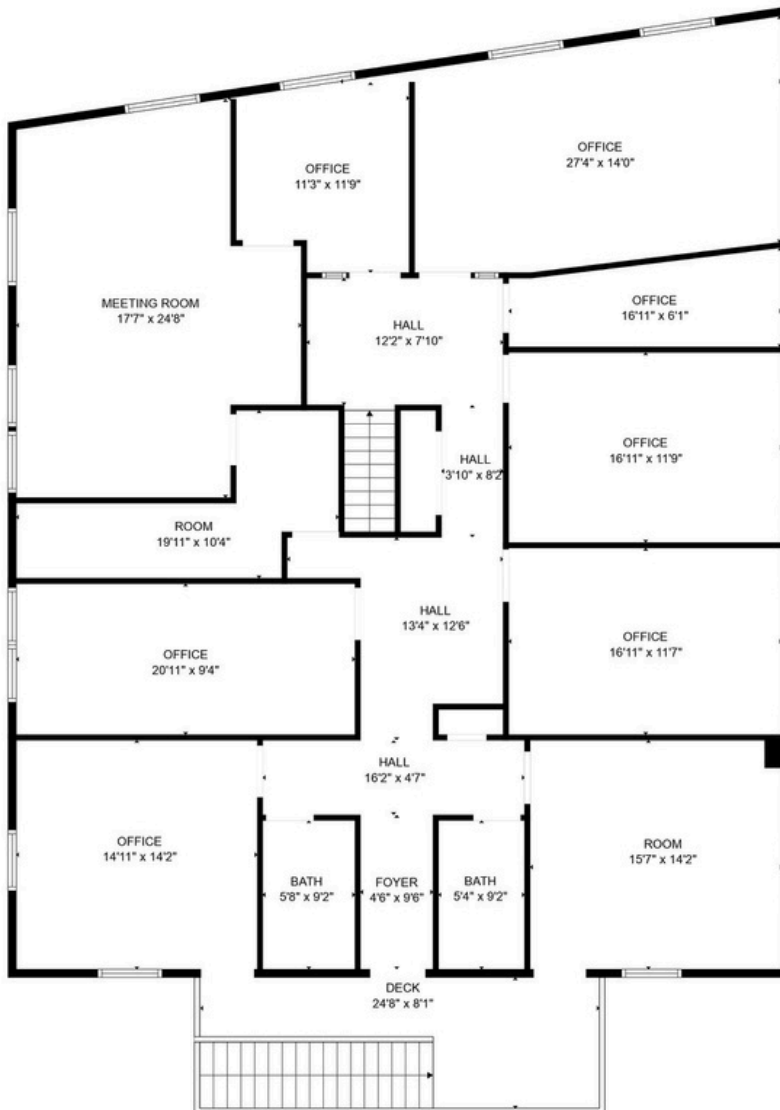 OFFICE
27'4" x 14'0"
OFFICE
11'3" x 11'9"
MEETING ROOM
17'7" x 24'8"
OFFICE
16'11" x 6'1"
HALL
12'2" x 7'10"
OFFICE
16'11" x 11'9"
HALL
3'10" x 8'2"
ROOM
19'11" x 10'4"
HALL
13'4" x 12'6"
OFFICE
16'11" x 11'7"
OFFICE
20'11" x 9'4"
HALL
16'2" x 4'7"
OFFICE
14'11" x 14'2"
ROOM
15'7" x 14'2"
BATH
5'8" x 9'2"
FOYER
4'6" x 9'6"
BATH
5'4" x 9'2"
DECK
24'8" x 8'1"